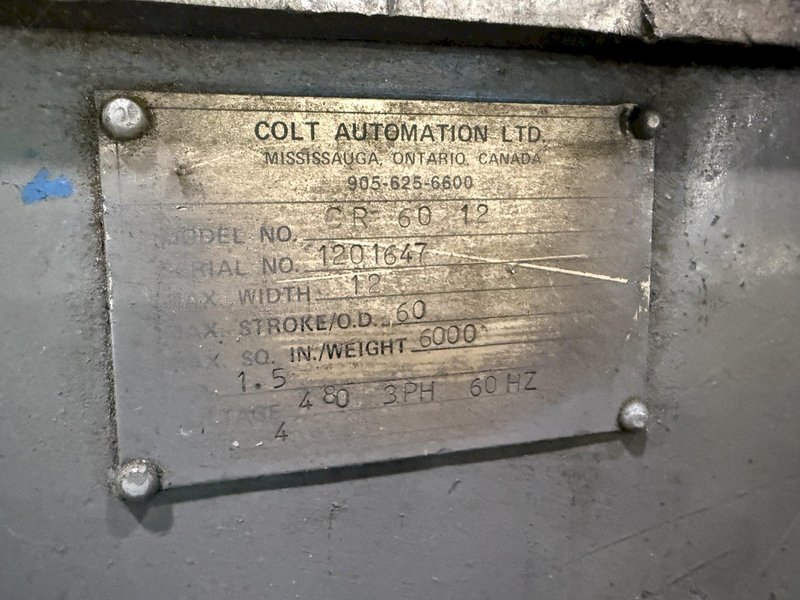 COLT AUTOMATION LTD.
MISSISSAUGA, ONTARIO, CANADA
905-625-6600
MODEL NO. CR 60 12
SERIAL NO. 1201647
MAX. WIDTH 12
MAX. STROKE/O.D. 60
MAX. SQ. IN./WEIGHT 6000
1.5
VOLTAGE 480 3PH 60 HZ
4